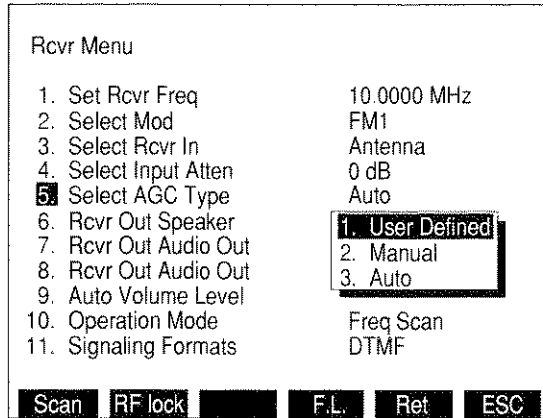 Rcvr Menu
1. Set Rcvr Freq 10.0000 MHz
2. Select Mod FM1
3. Select Rcvr In Antenna
4. Select Input Atten 0 dB
5. Select AGC Type Auto
6. Rcvr Out Speaker 1. User Defined
7. Rcvr Out Audio Out 2. Manual
8. Rcvr Out Audio Out 3. Auto
9. Auto Volume Level
10. Operation Mode Freq Scan
11. Signaling Formats DTMF
Scan RF lock F.L. Ret ESC